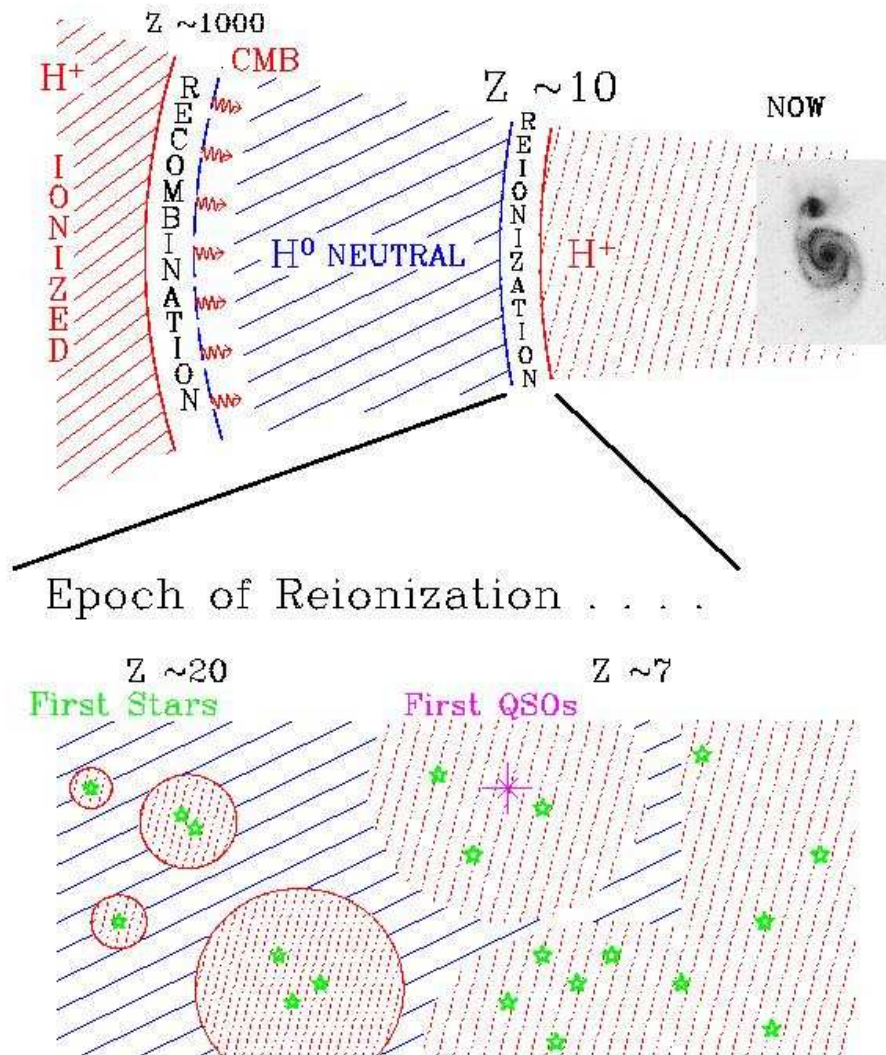 Z ~1000
CMB
H+
IONIZED
RECOMBINATION
H0 NEUTRAL
Z ~10
REIONIZATION
H+
NOW
Epoch of Reionization . . . .
Z ~20
First Stars
Z ~7
First QSOs